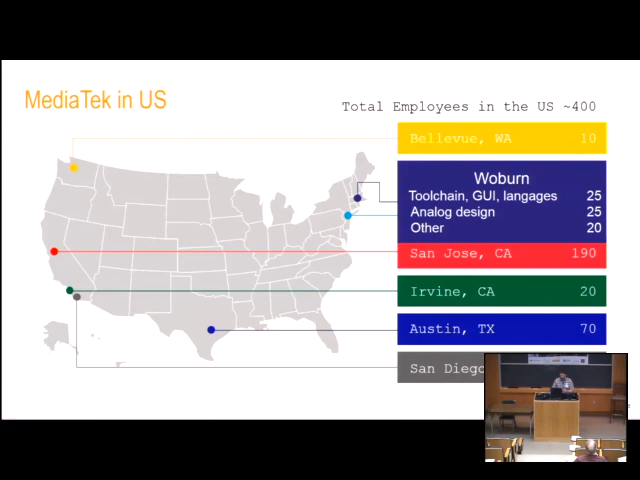 MediaTek in US
Total Employees in the US ~400
Bellevue, WA 10
Woburn
Toolchain, GUI, langages 25
Analog design 25
Other 20
San Jose, CA 190
Irvine, CA 20
Austin, TX 70
San Diego